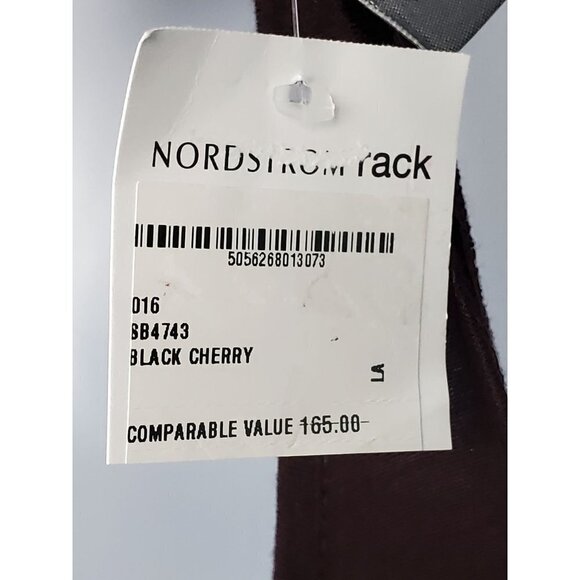 NORDSTROM rack
5056268013073
016
SB4743
BLACK CHERRY
LA
COMPARABLE VALUE 165.00